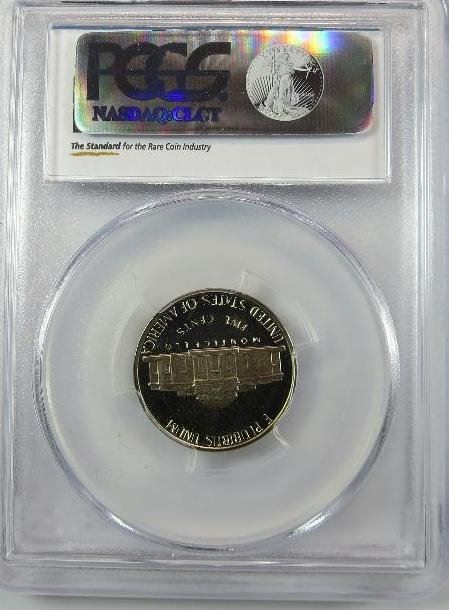 PCGS
LIBERTY
NASDAQ:CLCT
The Standard for the Rare Coin Industry
UNITED STATES OF AMERICA
FIVE CENTS
MONTICELLO
E PLURIBUS UNUM